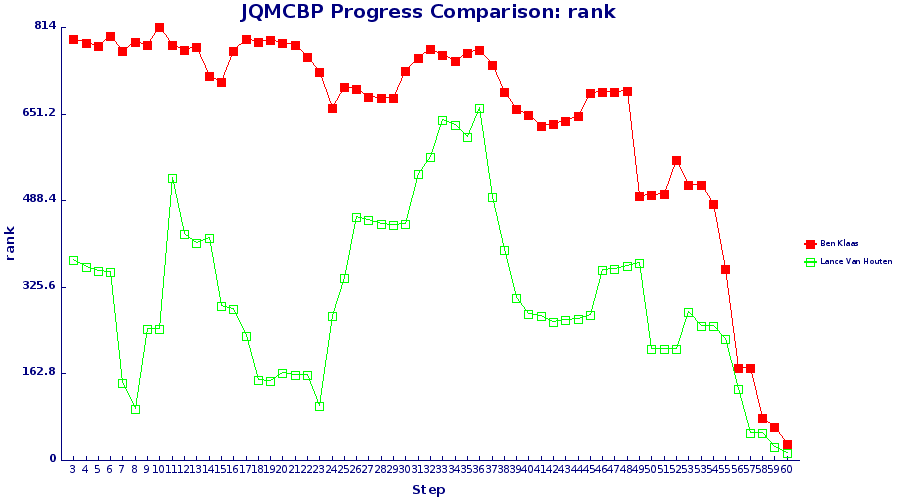 JQMCBP Progress Comparison: rank
814
651.2
488.4
325.6
162.8
0
rank
3 4 5 6 7 8 9 10 11 12 13 14 15 16 17 18 19 20 21 22 23 24 25 26 27 28 29 30 31 32 33 34 35 36 37 38 39 40 41 42 43 44 45 46 47 48 49 50 51 52 53 54 55 56 57 58 59 60
Step
Ben Klaas
Lance Van Houten